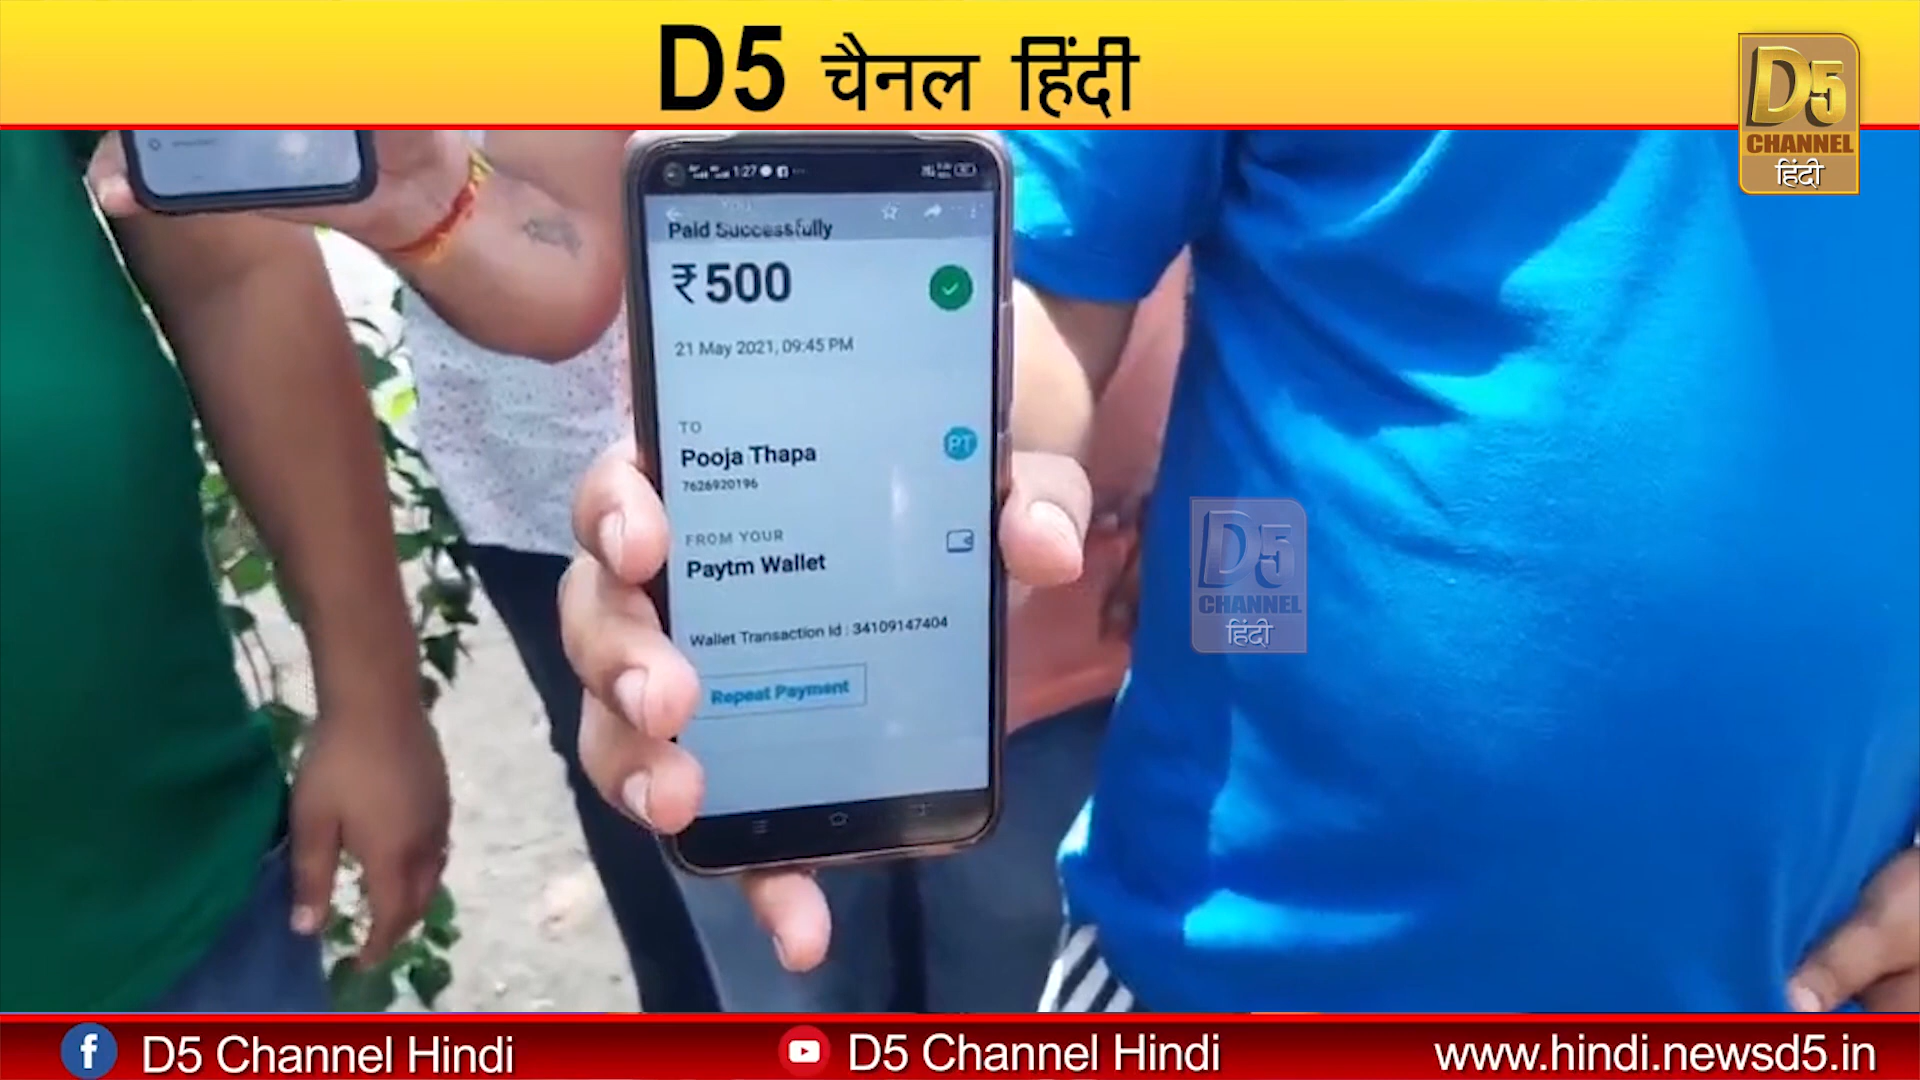 D5 चैनल हिंदी
D5
CHANNEL
हिंदी
1:27
Paid Successfully
₹500
21 May 2021, 09:45 PM
TO
Pooja Thapa
PT
7626920196
FROM YOUR
Paytm Wallet
Wallet Transaction Id : 34109147404
Repeat Payment
D5
CHANNEL
हिंदी
f D5 Channel Hindi
D5 Channel Hindi
www.hindi.newsd5.in